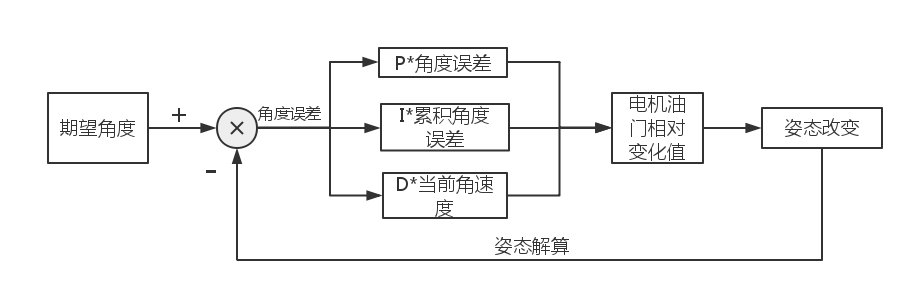 期望角度
+
-
角度误差
P*角度误差
I*累积角度
误差
D*当前角速
度
电机油
门相对
变化值
姿态改变
姿态解算